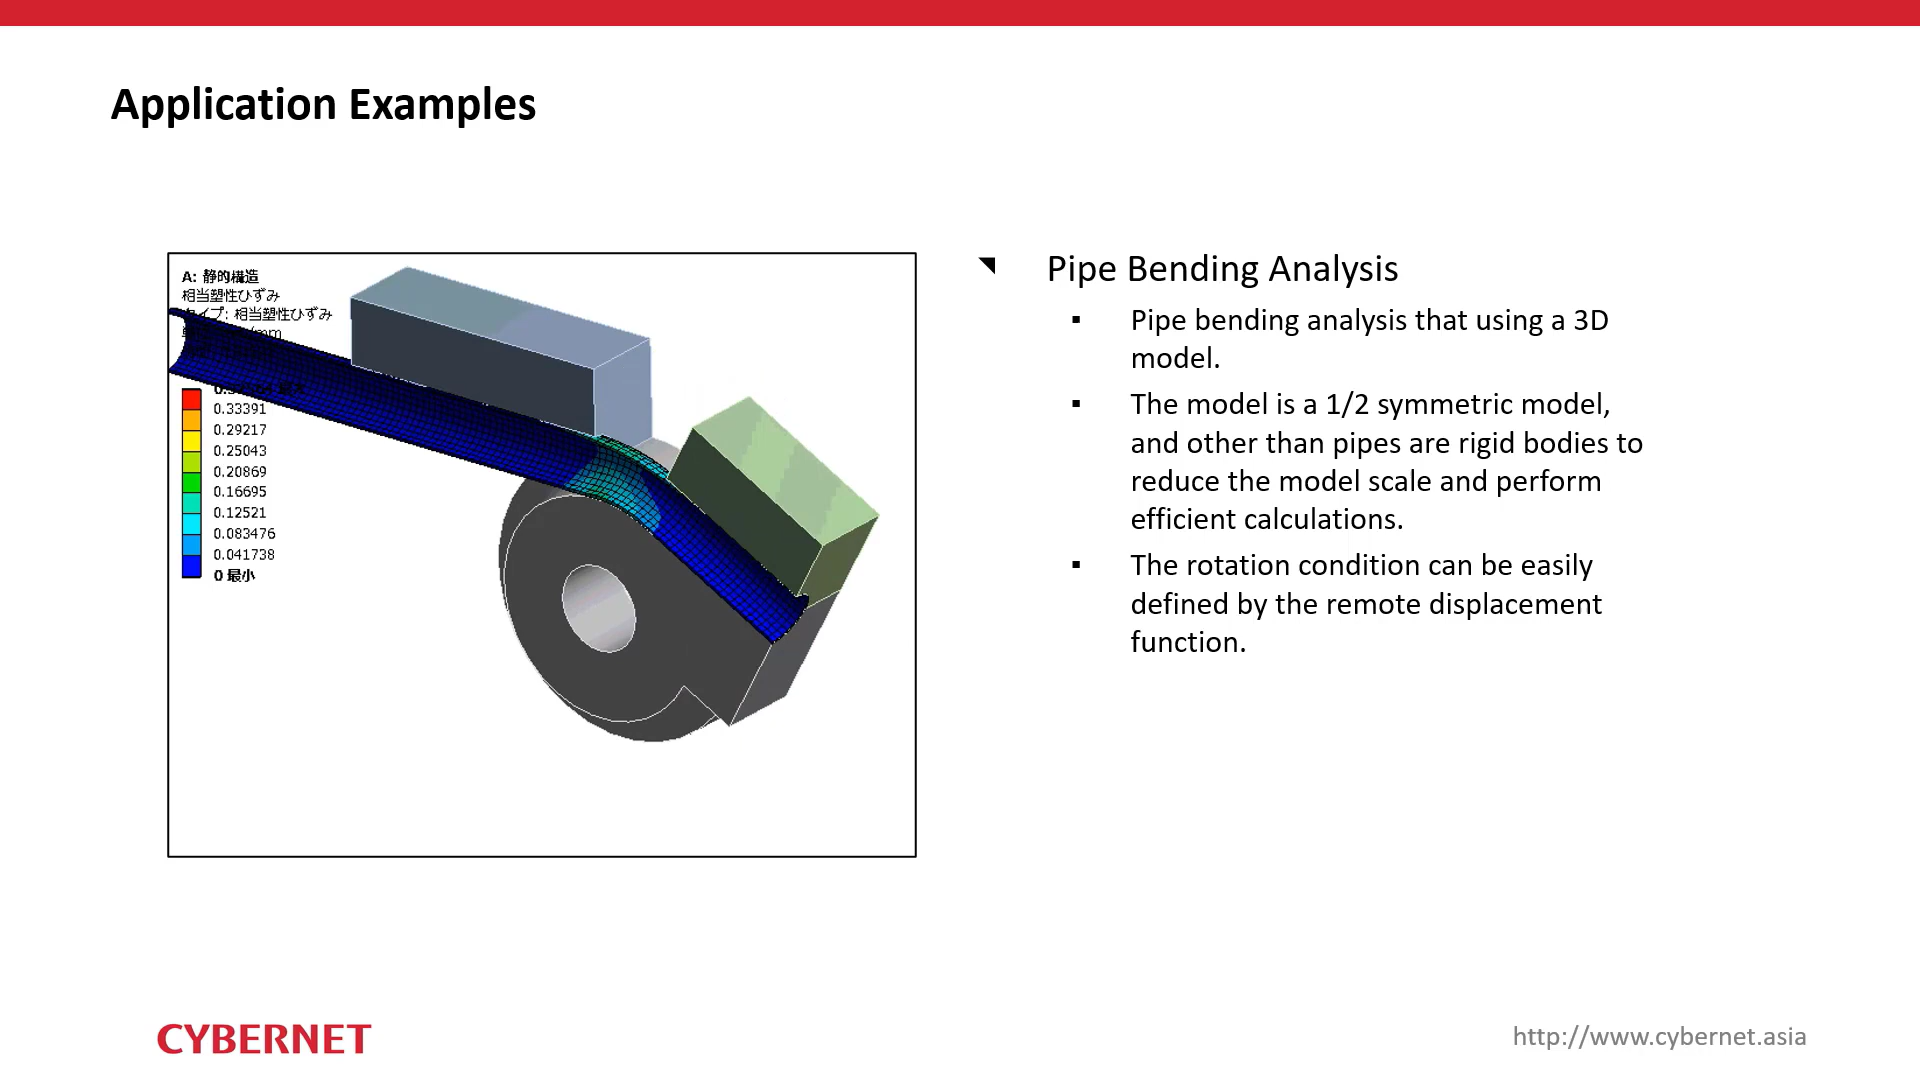 Application Examples
A: 静的構造
相当塑性ひずみ
タイプ: 相当塑性ひずみ
0.33391
0.29217
0.25043
0.20869
0.16695
0.12521
0.083476
0.041738
0 最小
Pipe Bending Analysis
▪ Pipe bending analysis that using a 3D
model.
▪ The model is a 1/2 symmetric model,
and other than pipes are rigid bodies to
reduce the model scale and perform
efficient calculations.
▪ The rotation condition can be easily
defined by the remote displacement
function.
CYBERNET
http://www.cybernet.asia